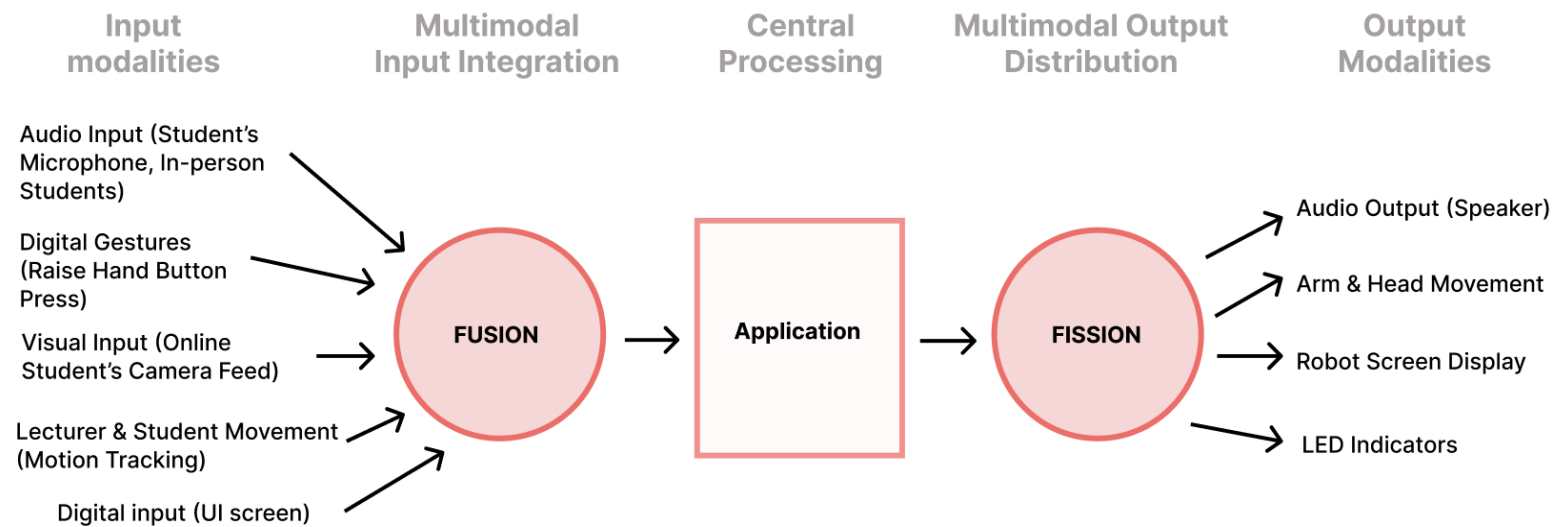 Input
modalities
Multimodal
Input Integration
Central
Processing
Multimodal Output
Distribution
Output
Modalities
Audio Input (Student’s
Microphone, In-person
Students)
Digital Gestures
(Raise Hand Button
Press)
Visual Input (Online
Student’s Camera Feed)
Lecturer & Student Movement
(Motion Tracking)
Digital input (UI screen)
FUSION
Application
FISSION
Audio Output (Speaker)
Arm & Head Movement
Robot Screen Display
LED Indicators